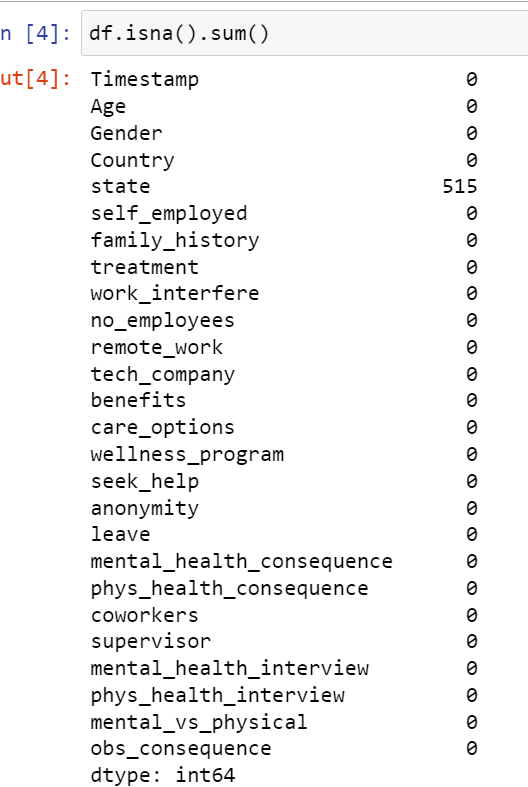 n [4]: df.isna().sum()
ut[4]: Timestamp 0
Age 0
Gender 0
Country 0
state 515
self_employed 0
family_history 0
treatment 0
work_interfere 0
no_employees 0
remote_work 0
tech_company 0
benefits 0
care_options 0
wellness_program 0
seek_help 0
anonymity 0
leave 0
mental_health_consequence 0
phys_health_consequence 0
coworkers 0
supervisor 0
mental_health_interview 0
phys_health_interview 0
mental_vs_physical 0
obs_consequence 0
dtype: int64